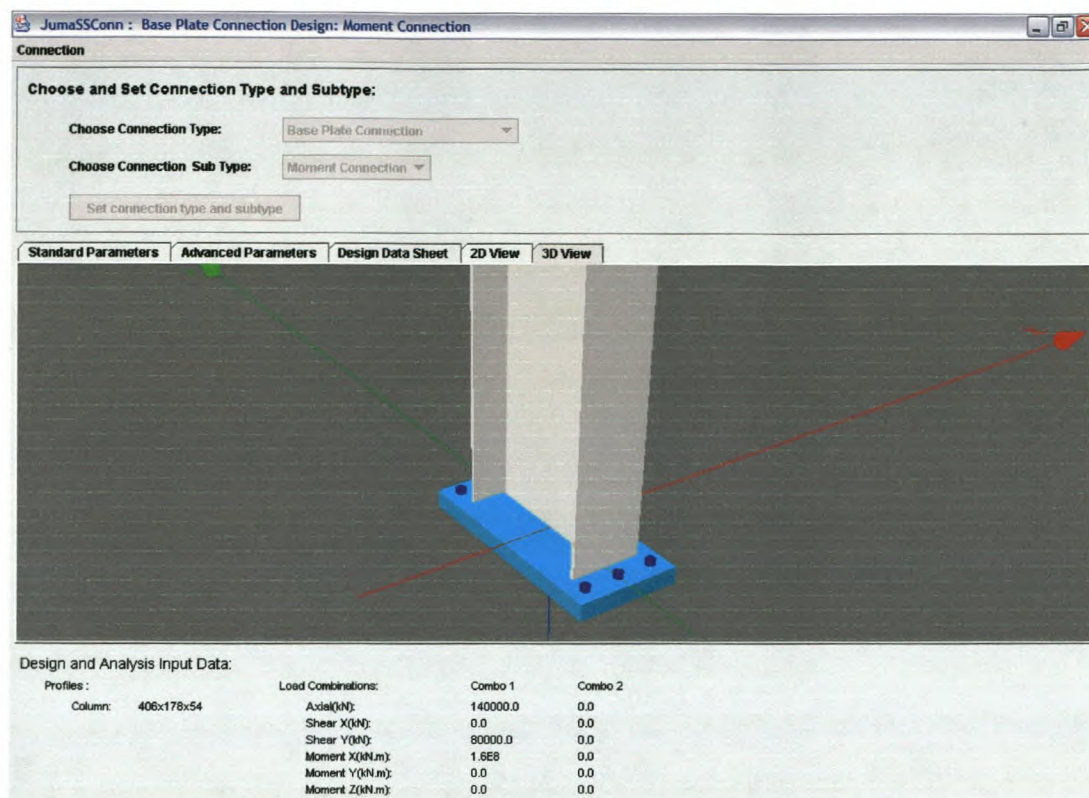 JumaSSConn : Base Plate Connection Design: Moment Connection
Connection
Choose and Set Connection Type and Subtype:
Choose Connection Type: Base Plate Connection
Choose Connection Sub Type: Moment Connection
Set connection type and subtype
Standard Parameters Advanced Parameters Design Data Sheet 2D View 3D View
Design and Analysis Input Data:
Profiles : Load Combinations: Combo 1 Combo 2
Column: 406x178x54 Axial(kN): 140000.0 0.0
Shear X(kN): 0.0 0.0
Shear Y(kN): 80000.0 0.0
Moment X(kN.m): 1.6E8 0.0
Moment Y(kN.m): 0.0 0.0
Moment Z(kN.m): 0.0 0.0